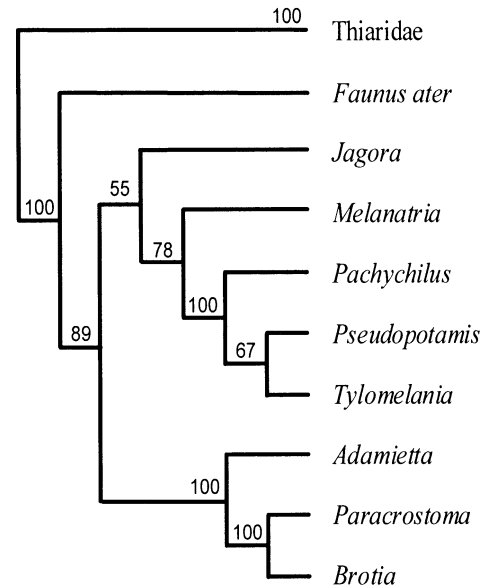 100
Thiaridae
Faunus ater
Jagora
55
Melanatria
100
78
Pachychilus
100
Pseudopotamis
89
67
Tylomelania
Adamietta
100
Paracrostoma
100
Brotia